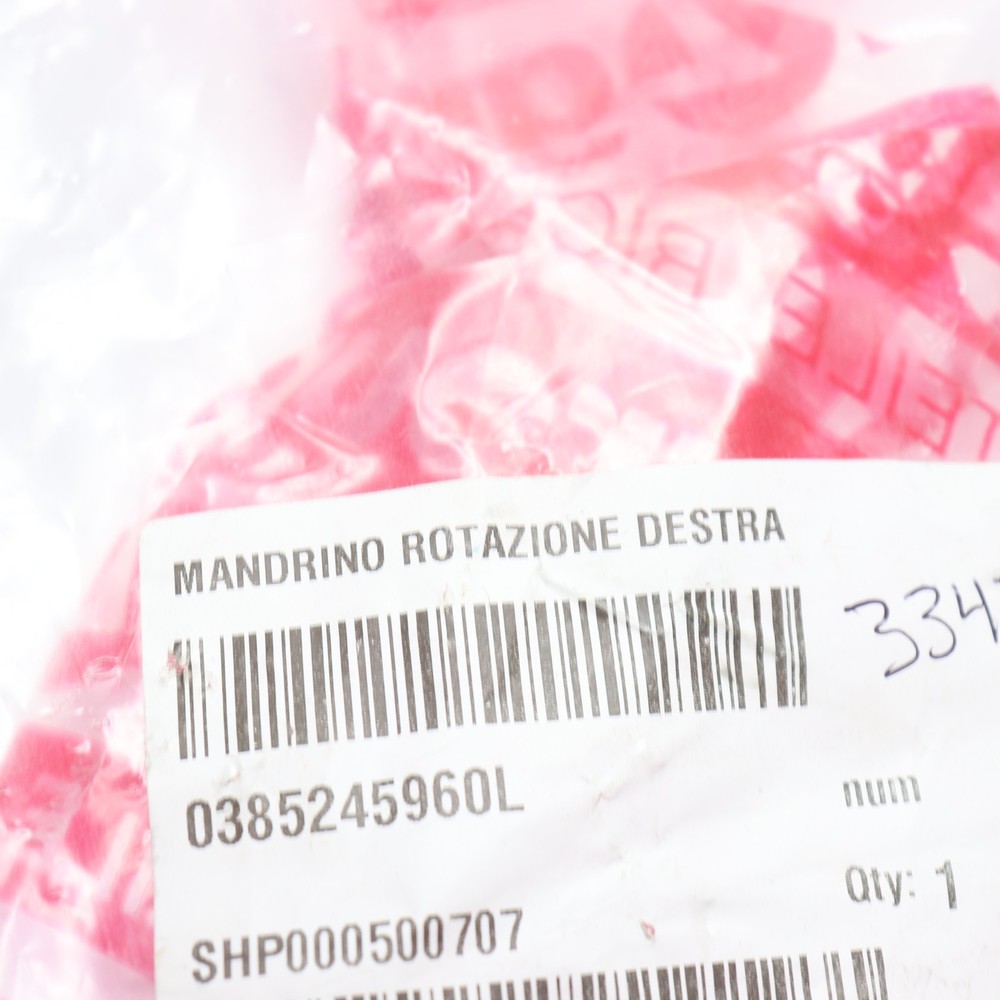 MANDRINO ROTAZIONE DESTRA
334
0385245960L
num
Qty: 1
SHP000500707